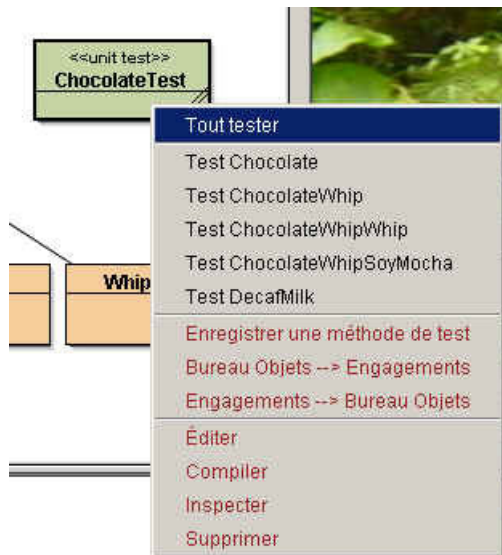 <<unit test>>
ChocolateTest
Tout tester
Test Chocolate
Test ChocolateWhip
Test ChocolateWhipWhip
Test ChocolateWhipSoyMocha
Test DecafMilk
Whip
Enregistrer une méthode de test
Bureau Objets --> Engagements
Engagements --> Bureau Objets
Éditer
Compiler
Inspecter
Supprimer